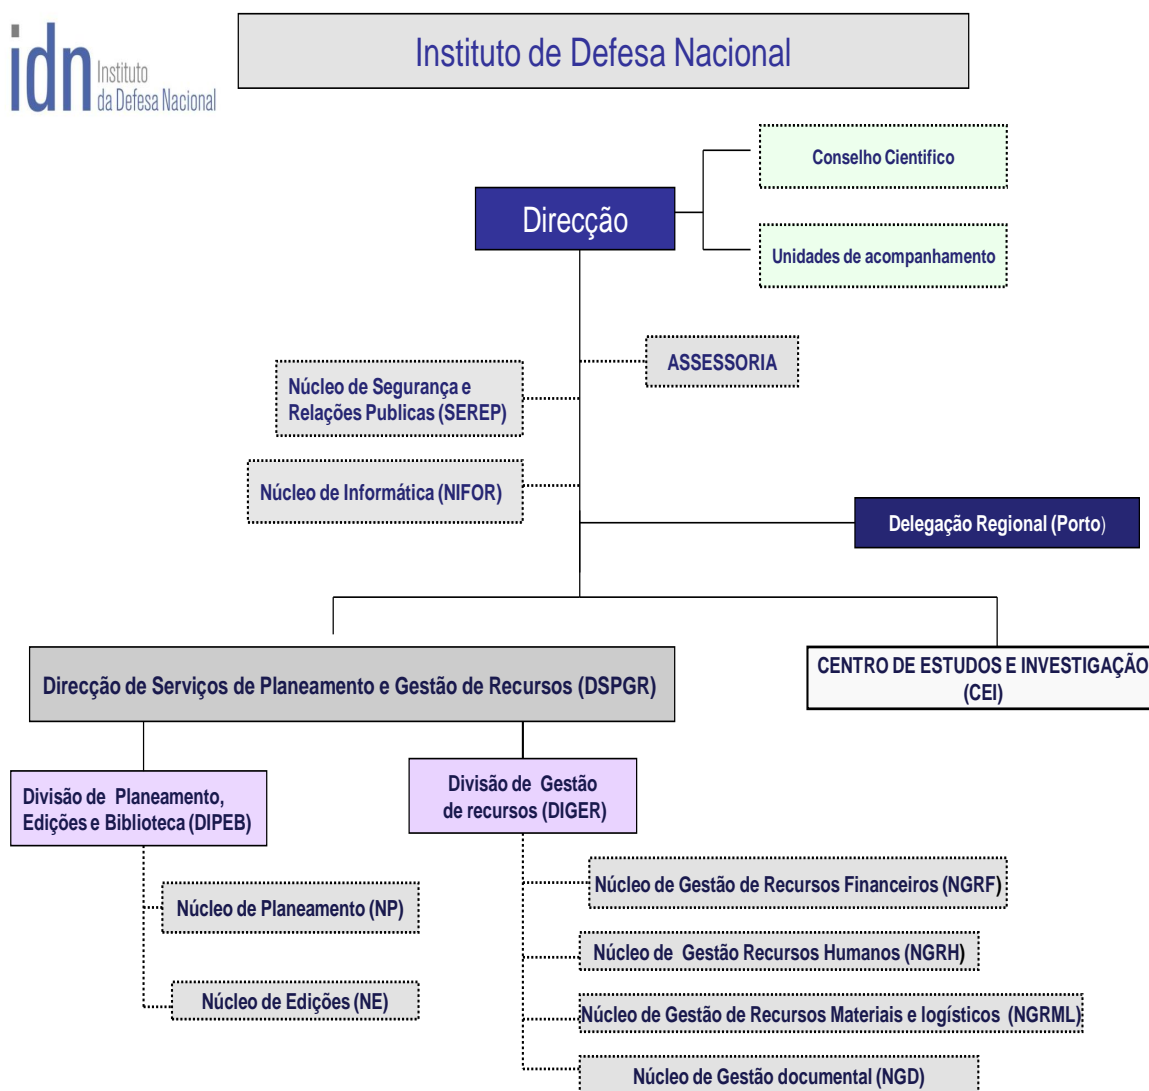 idn Instituto
da Defesa Nacional
Instituto de Defesa Nacional
Conselho Cientifico
Direcção
Unidades de acompanhamento
ASSESSORIA
Núcleo de Segurança e
Relações Publicas (SEREP)
Núcleo de Informática (NIFOR)
Delegação Regional (Porto)
Direcção de Serviços de Planeamento e Gestão de Recursos (DSPGR)
CENTRO DE ESTUDOS E INVESTIGAÇÃO
(CEI)
Divisão de Planeamento,
Edições e Biblioteca (DIPEB)
Divisão de Gestão
de recursos (DIGER)
Núcleo de Planeamento (NP)
Núcleo de Edições (NE)
Núcleo de Gestão de Recursos Financeiros (NGRF)
Núcleo de Gestão Recursos Humanos (NGRH)
Núcleo de Gestão de Recursos Materiais e logísticos (NGRML)
Núcleo de Gestão documental (NGD)